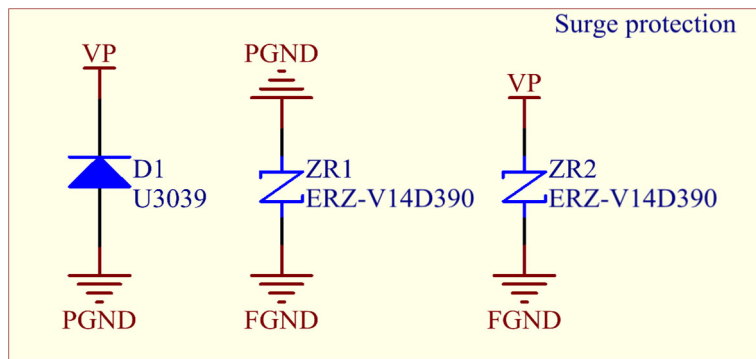 Surge protection
VP
PGND
VP
D1
U3039
ZR1
ERZ-V14D390
ZR2
ERZ-V14D390
PGND
FGND
FGND